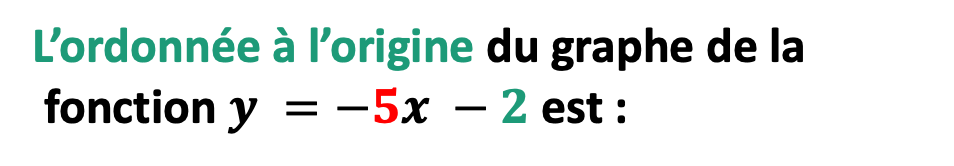 L’ordonnée à l’origine du graphe de la
fonction y = −5x − 2 est :